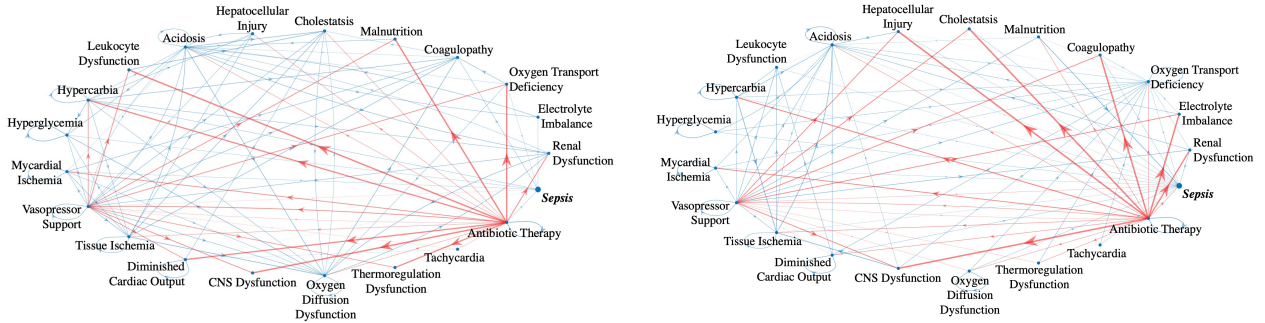 Hepatocellular
Injury
Cholestatsis
Malnutrition
Acidosis
Coagulopathy
Leukocyte
Dysfunction
Oxygen Transport
Deficiency
Hypercarbia
Electrolyte
Imbalance
Hyperglycemia
Renal
Dysfunction
Mycardial
Ischemia
Sepsis
Vasopressor
Support
Antibiotic Therapy
Tissue Ischemia
Tachycardia
Diminished
Cardiac Output
CNS Dysfunction
Thermoregulation
Dysfunction
Oxygen
Diffusion
Dysfunction
Hepatocellular
Injury
Cholestatsis
Malnutrition
Acidosis
Coagulopathy
Leukocyte
Dysfunction
Oxygen Transport
Deficiency
Hypercarbia
Electrolyte
Imbalance
Hyperglycemia
Renal
Dysfunction
Mycardial
Ischemia
Sepsis
Vasopressor
Support
Antibiotic Therapy
Tissue Ischemia
Tachycardia
Diminished
Cardiac Output
CNS Dysfunction
Thermoregulation
Dysfunction
Oxygen
Diffusion
Dysfunction